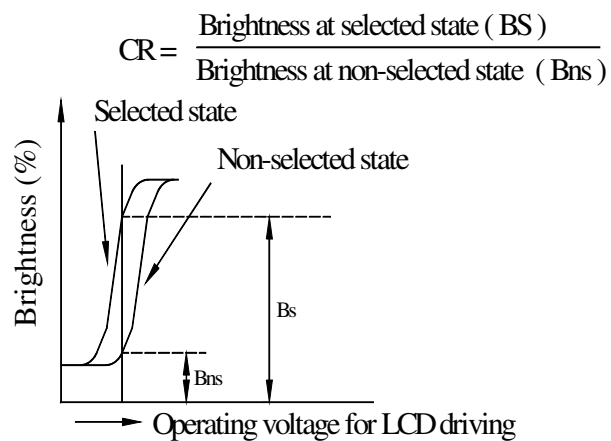 CR = Brightness at selected state ( BS )
Brightness at non-selected state ( Bns )
Selected state
Non-selected state
Brightness (%)
Bs
Bns
Operating voltage for LCD driving